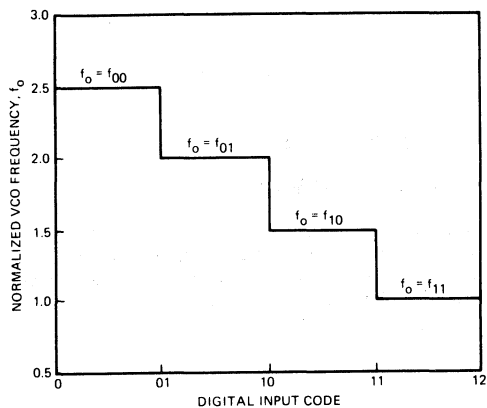 NORMALIZED VCO FREQUENCY, fo
3.0
2.5
2.0
1.5
1.0
0.5
fo = f00
fo = f01
fo = f10
fo = f11
0 01 10 11 12
DIGITAL INPUT CODE